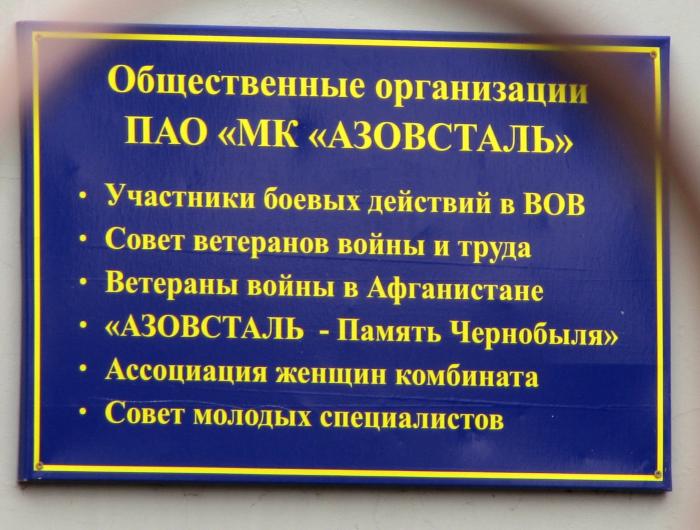 Общественные организации
ПАО «МК «АЗОВСТАЛЬ»
• Участники боевых действий в ВОВ
• Совет ветеранов войны и труда
• Ветераны войны в Афганистане
• «АЗОВСТАЛЬ - Память Чернобыля»
• Ассоциация женщин комбината
• Совет молодых специалистов